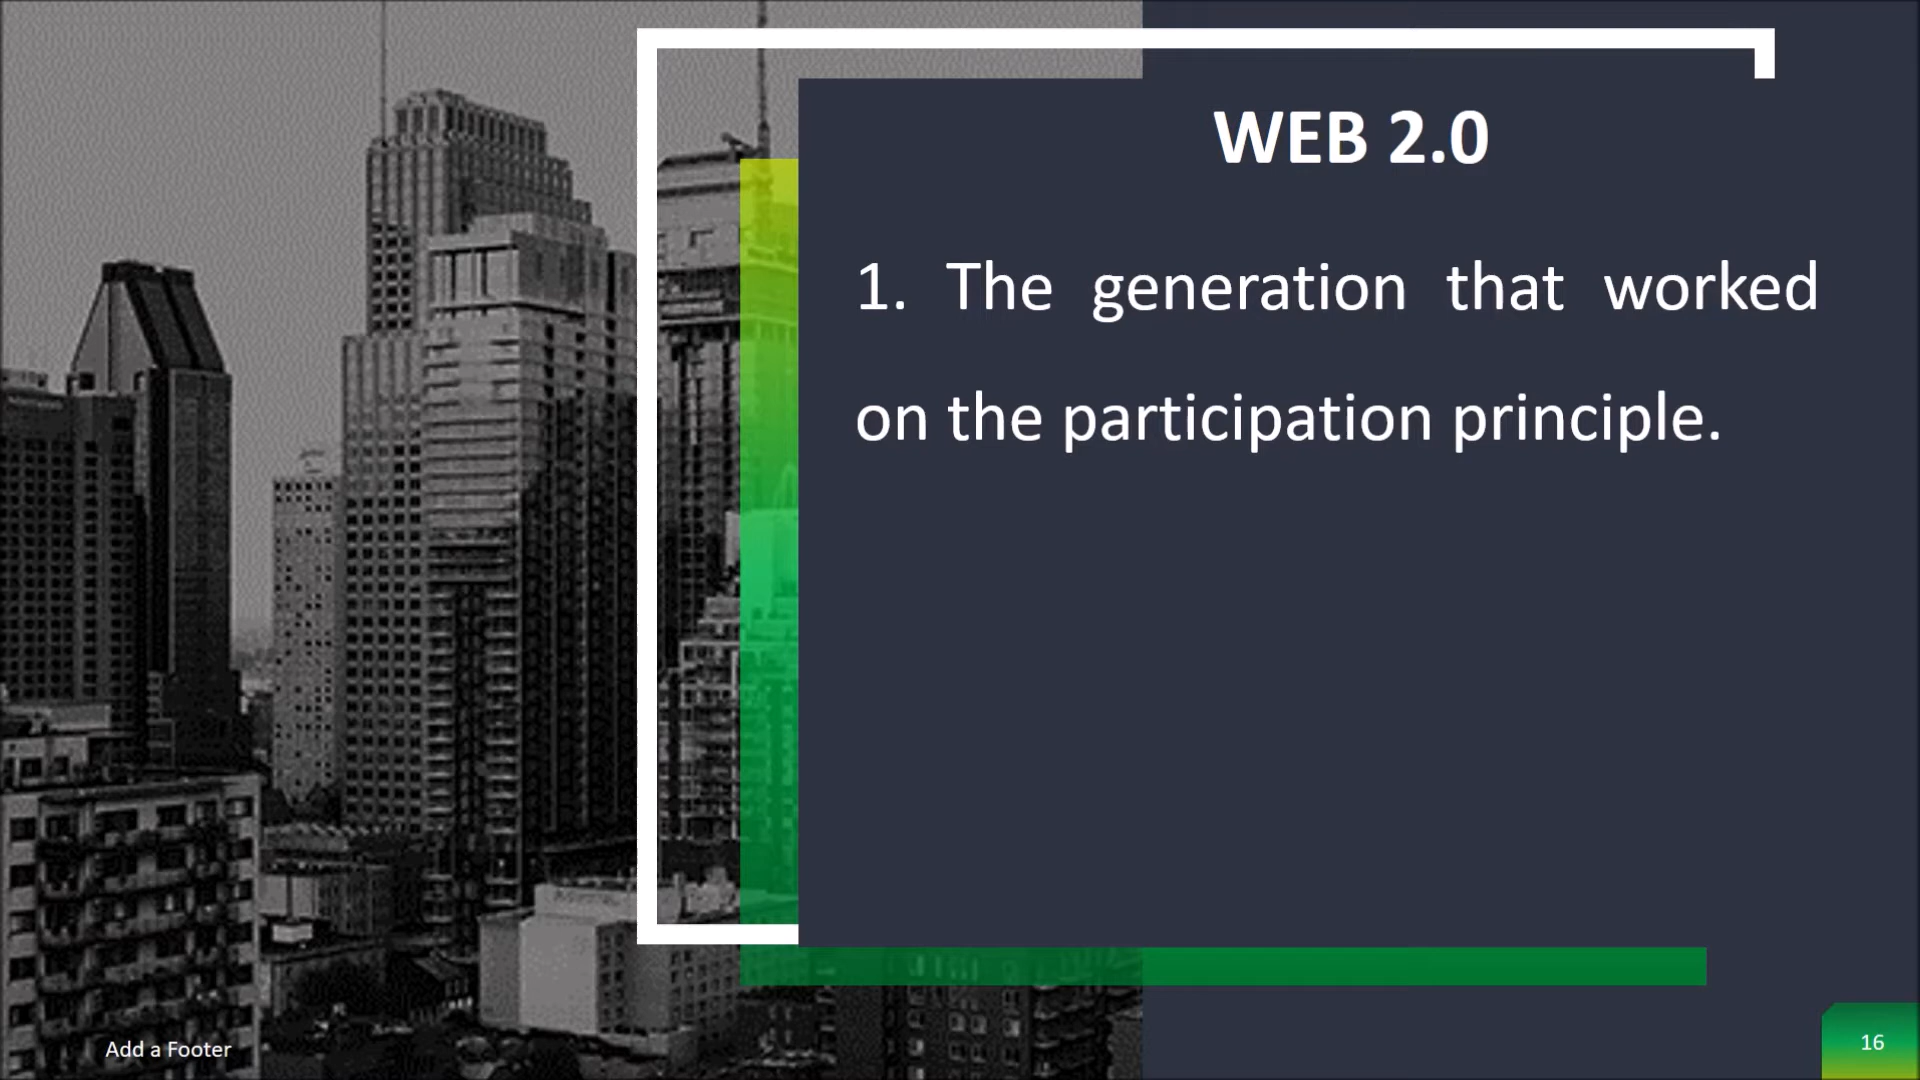 WEB 2.0
1. The generation that worked
on the participation principle.
Add a Footer
16